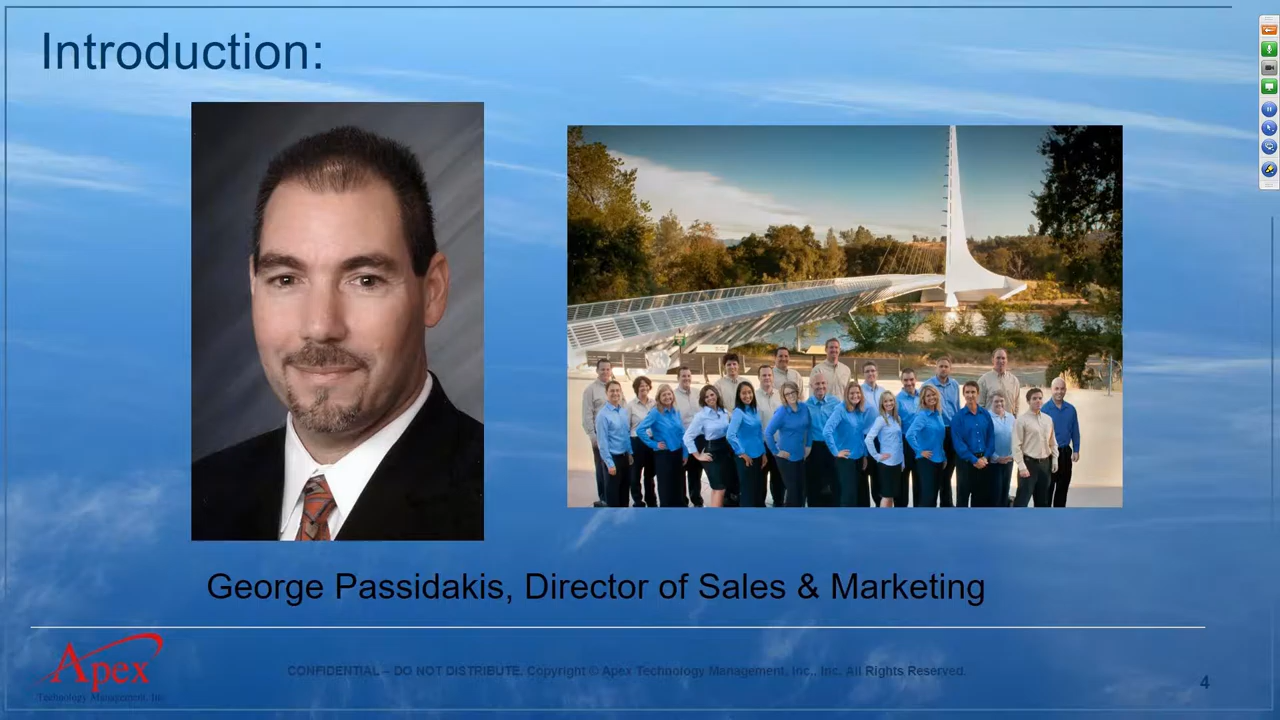 Introduction:
George Passidakis, Director of Sales & Marketing
Apex
Technology Management, Inc
CONFIDENTIAL – DO NOT DISTRIBUTE. Copyright © Apex Technology Management, Inc., Inc. All Rights Reserved.
4